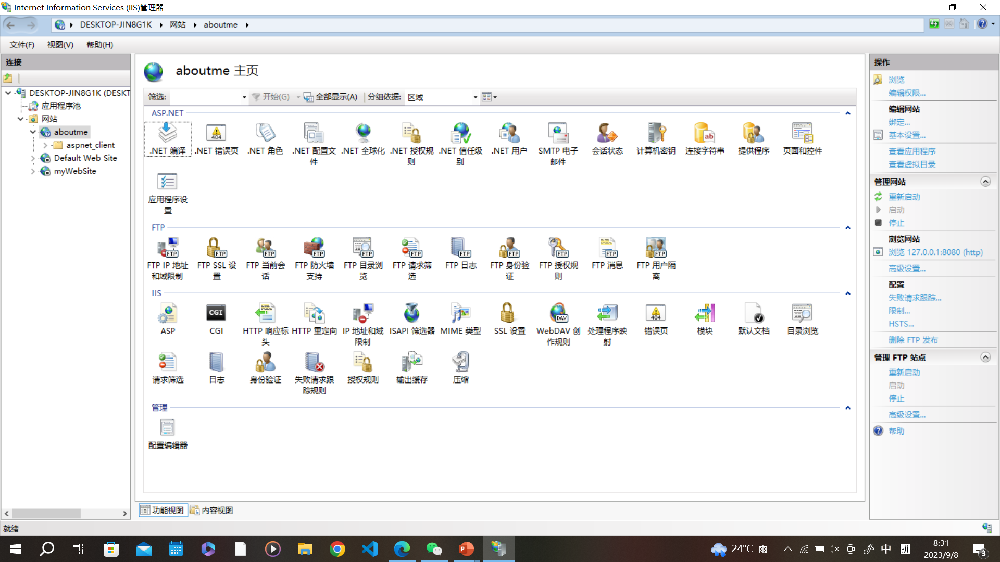 Internet Information Services (IIS)管理器
DESKTOP-JIN8G1K 网站 aboutme
文件(F) 视图(V) 帮助(H)
连接
DESKTOP-JIN8G1K (DESKT
应用程序池
网站
aboutme
aspnet_client
Default Web Site
myWebSite
aboutme 主页
筛选: 开始(G) 全部显示(A) 分组依据: 区域
ASP.NET
.NET 编译
.NET 错误页
.NET 角色
.NET 配置文
件
.NET 全球化
.NET 授权规
则
.NET 信任级
别
.NET 用户
SMTP 电子
邮件
会话状态
计算机密钥
连接字符串
ab
提供程序
页面和控件
应用程序设
置
FTP
FTP IP 地址
和域限制
FTP SSL 设
置
FTP 当前会
话
FTP 防火墙
支持
FTP 目录浏
览
FTP 请求筛
选
FTP 日志
FTP 身份验
证
FTP 授权规
则
FTP 消息
FTP 用户隔
离
IIS
ASP
CGI
CGI
HTTP 响应标
头
HTTP 重定向
IP 地址和域
限制
ISAPI 筛选器
MIME 类型
SSL 设置
DAV
WebDAV 创
作规则
处理程序映
射
404
错误页
模块
默认文档
目录浏览
请求筛选
日志
身份验证
失败请求跟
踪规则
授权规则
输出缓存
压缩
管理
配置编辑器
功能视图 内容视图
操作
浏览
编辑权限...
编辑网站
绑定...
基本设置...
查看应用程序
查看虚拟目录
管理网站
重新启动
启动
停止
浏览网站
浏览 127.0.0.1:8080 (http)
高级设置...
配置
失败请求跟踪...
限制...
HSTS...
删除 FTP 发布
管理 FTP 站点
重新启动
启动
停止
高级设置...
帮助
就绪
24°C 雨
中
拼
8:31
2023/9/8
3